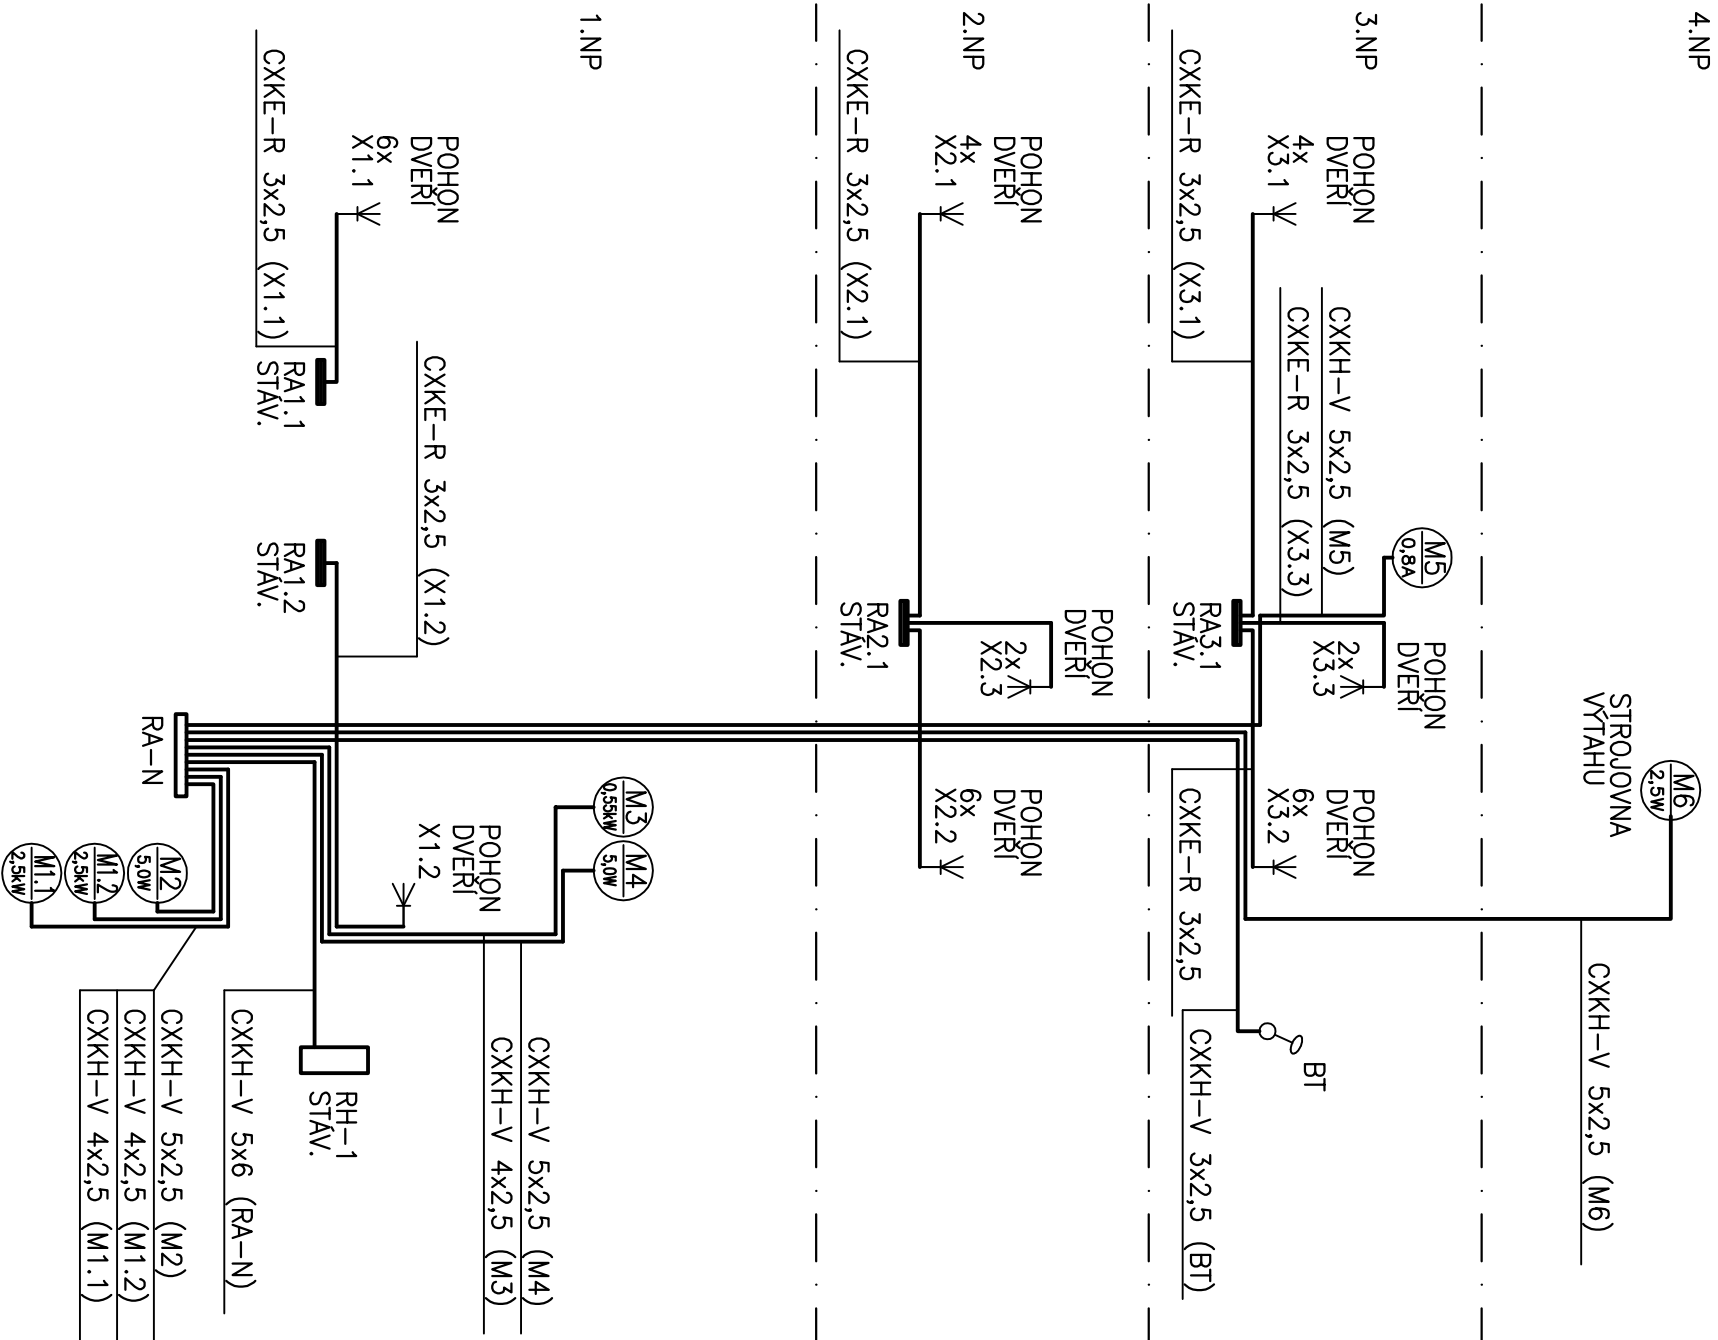 4.NP
STROJOVNA
VÝTAHU
M6
2,5W
CXKH-V 5x2,5 (M6)
3.NP
POHON
DVEŘÍ
4x
X3.1
CXKE-R 3x2,5 (X3.1)
CXKH-V 5x2,5 (M5)
CXKE-R 3x2,5 (X3.3)
M5
0,8A
POHON
DVEŘÍ
2x
X3.3
RA3.1
STÁV.
POHON
DVEŘÍ
6x
X3.2
CXKE-R 3x2,5
BT
CXKH-V 3x2,5 (BT)
2.NP
POHON
DVEŘÍ
4x
X2.1
CXKE-R 3x2,5 (X2.1)
POHON
DVEŘÍ
2x
X2.3
RA2.1
STÁV.
POHON
DVEŘÍ
6x
X2.2
1.NP
POHON
DVEŘÍ
6x
X1.1
CXKE-R 3x2,5 (X1.1)
RA1.1
STÁV.
CXKE-R 3x2,5 (X1.2)
RA1.2
STÁV.
M3
0,55kW
M4
5,0W
POHON
DVEŘÍ
X1.2
CXKH-V 5x2,5 (M4)
CXKH-V 4x2,5 (M3)
RH-1
STÁV.
CXKH-V 5x6 (RA-N)
RA-N
M2
5,0W
M1.2
2,5kW
M1.1
2,5kW
CXKH-V 5x2,5 (M2)
CXKH-V 4x2,5 (M1.2)
CXKH-V 4x2,5 (M1.1)